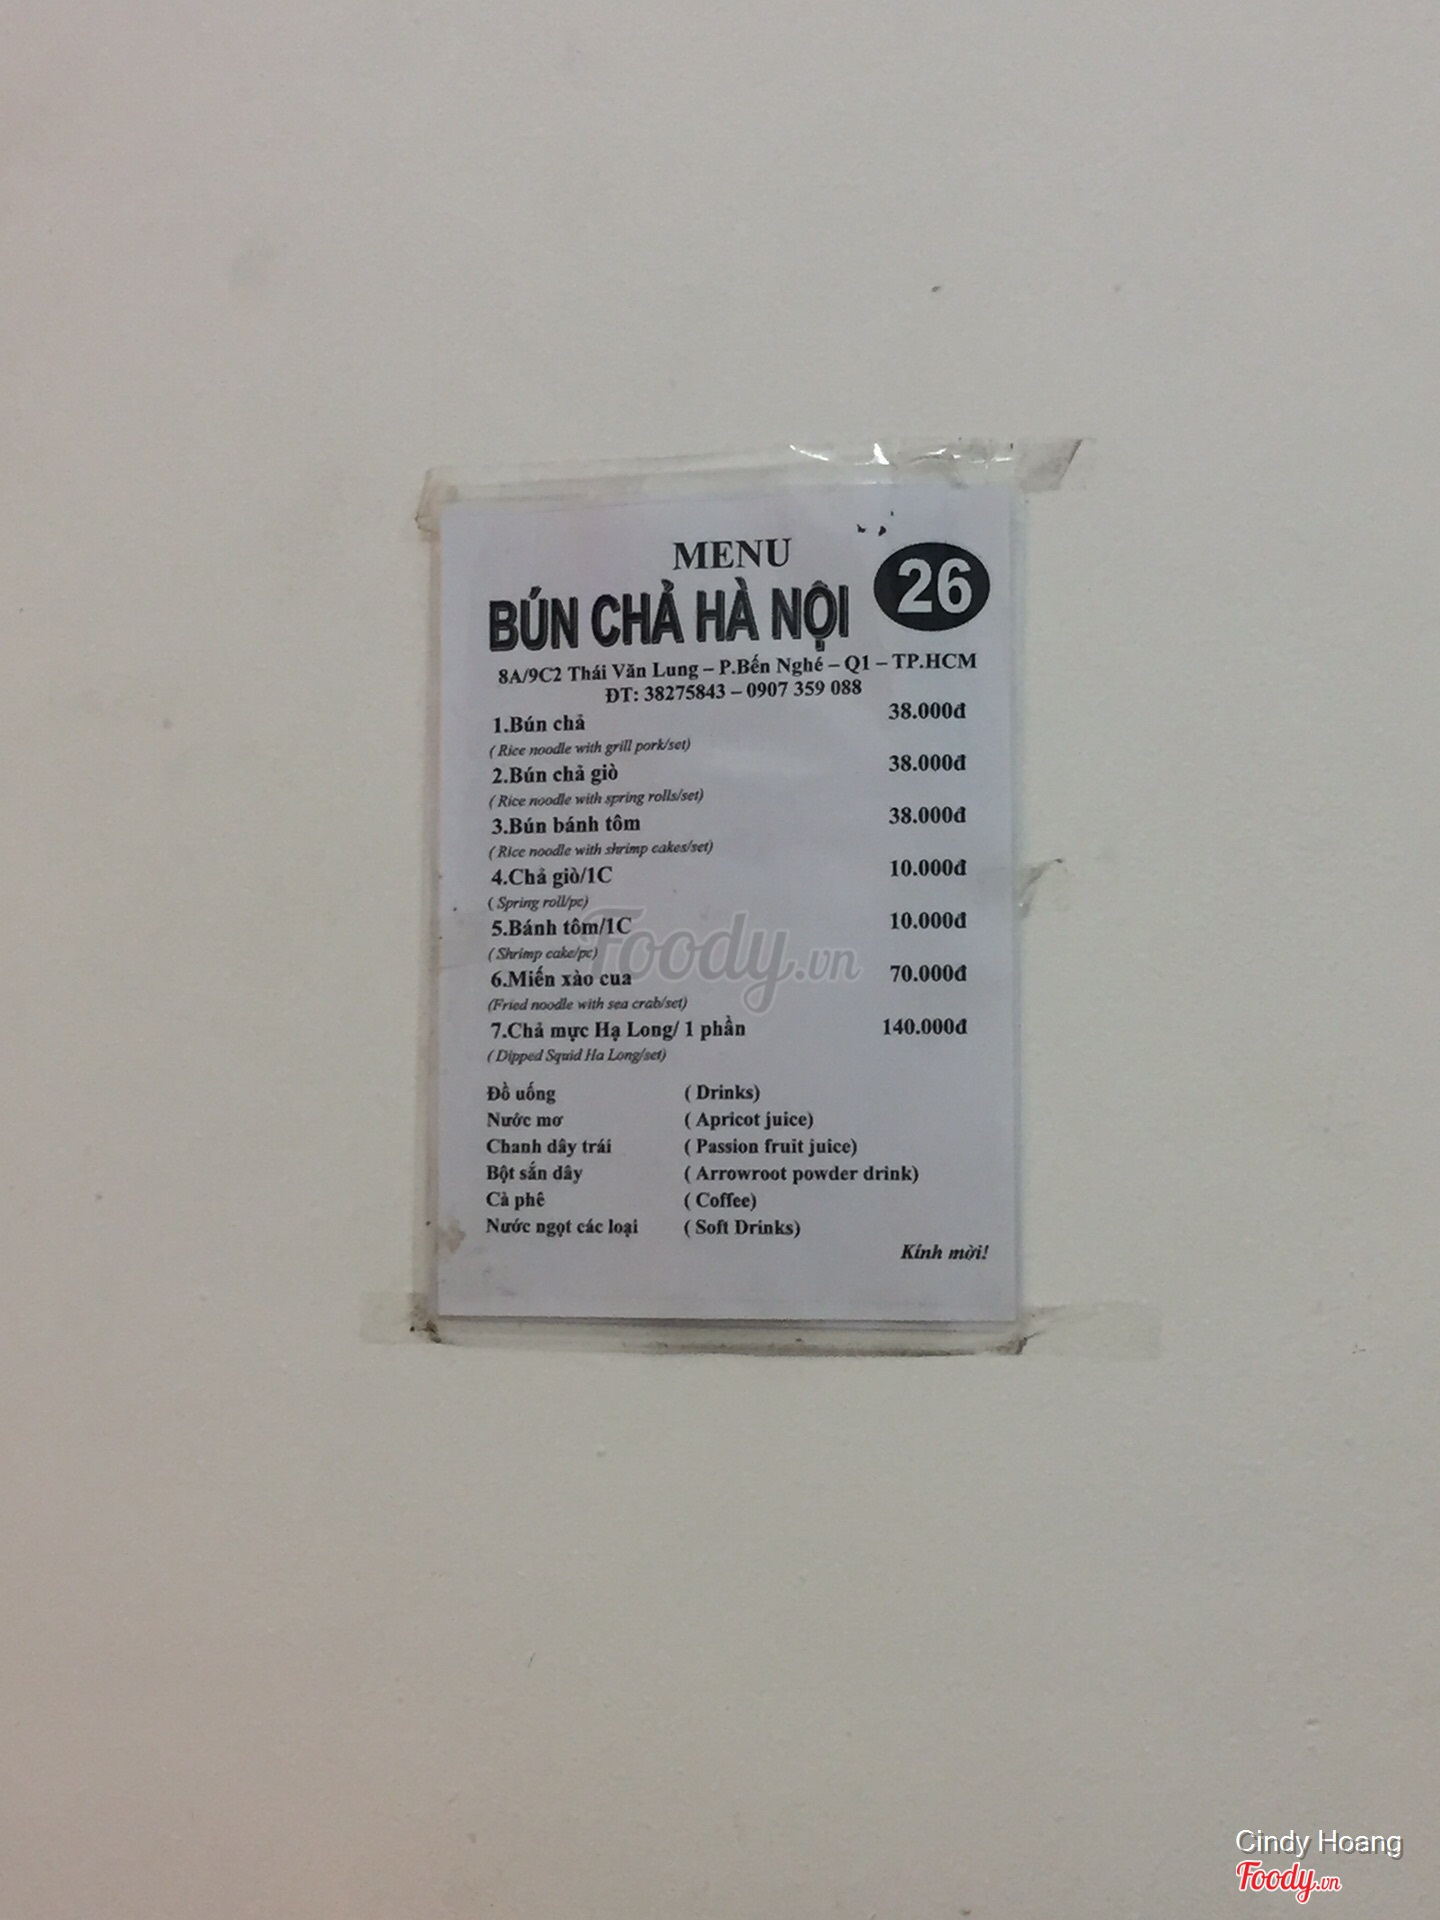 MENU
BÚN CHẢ HÀ NỘI 26
8A/9C2 Thái Văn Lung – P.Bến Nghé – Q1 – TP.HCM
ĐT: 38275843 – 0907 359 088
1.Bún chả 38.000đ
( Rice noodle with grill pork/set)
2.Bún chả giò 38.000đ
( Rice noodle with spring rolls/set)
3.Bún bánh tôm 38.000đ
( Rice noodle with shrimp cakes/set)
4.Chả giò/1C 10.000đ
( Spring roll/pc)
5.Bánh tôm/1C 10.000đ
( Shrimp cake/pc)
6.Miến xào cua 70.000đ
(Fried noodle with sea crab/set)
7.Chả mực Hạ Long/ 1 phần 140.000đ
( Dipped Squid Ha Long/set)
Đồ uống ( Drinks)
Nước mơ ( Apricot juice)
Chanh dây trái ( Passion fruit juice)
Bột sắn dây ( Arrowroot powder drink)
Cà phê ( Coffee)
Nước ngọt các loại ( Soft Drinks)
Kính mời!
Foody.vn
Cindy Hoang
Foody.vn